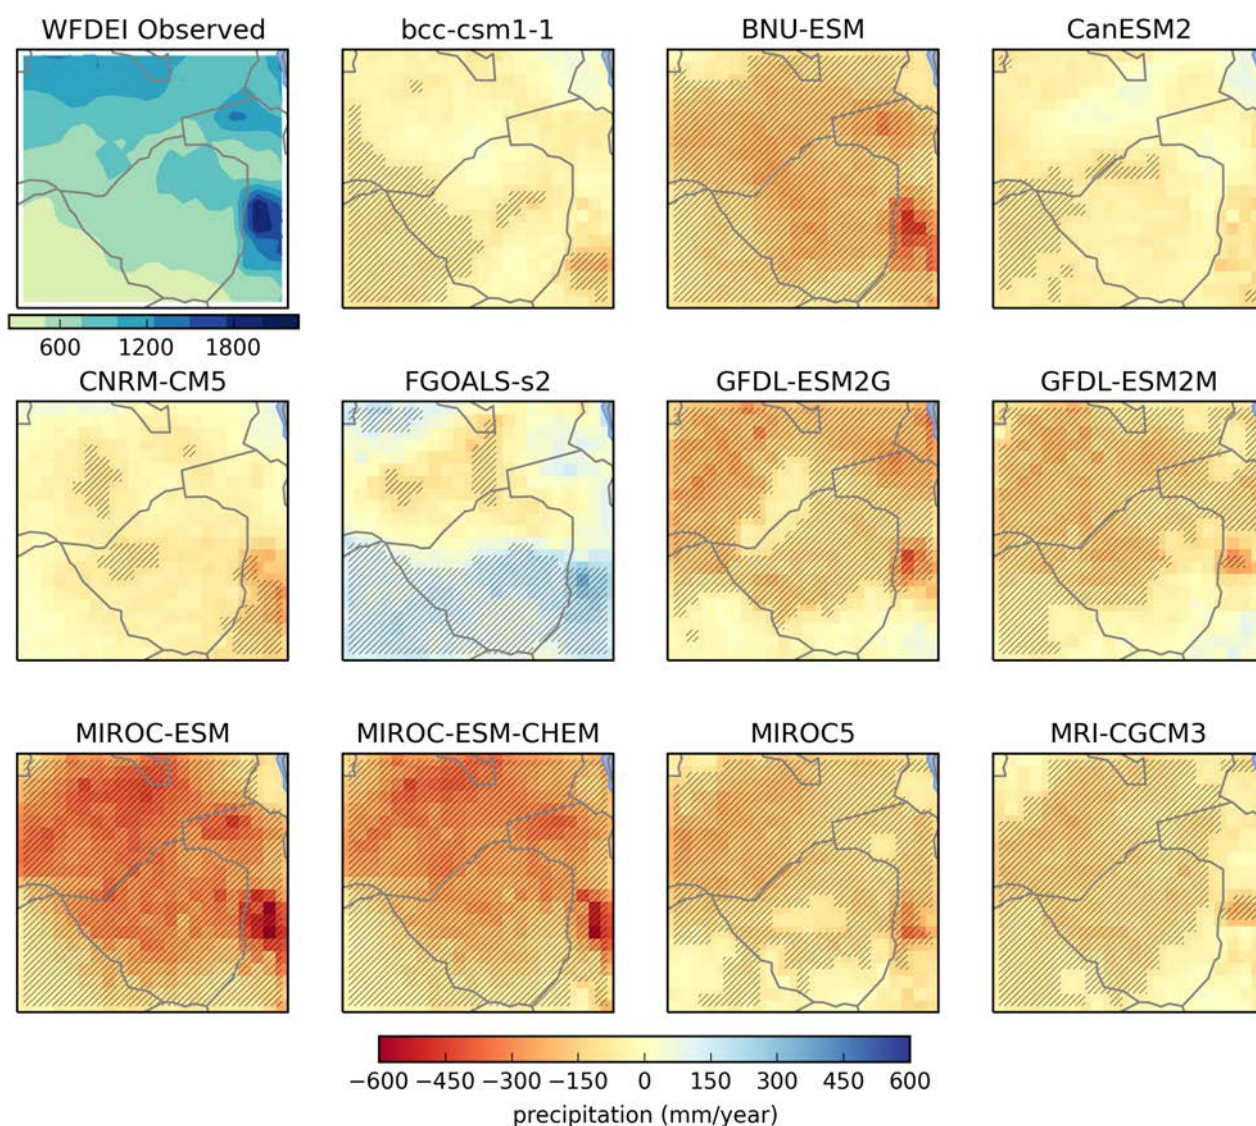 WFDEI Observed bcc-csm1-1 BNU-ESM CanESM2
600 1200 1800
CNRM-CM5 FGOALS-s2 GFDL-ESM2G GFDL-ESM2M
MIROC-ESM MIROC-ESM-CHEM MIROC5 MRI-CGCM3
−600 −450 −300 −150 0 150 300 450 600
precipitation (mm/year)